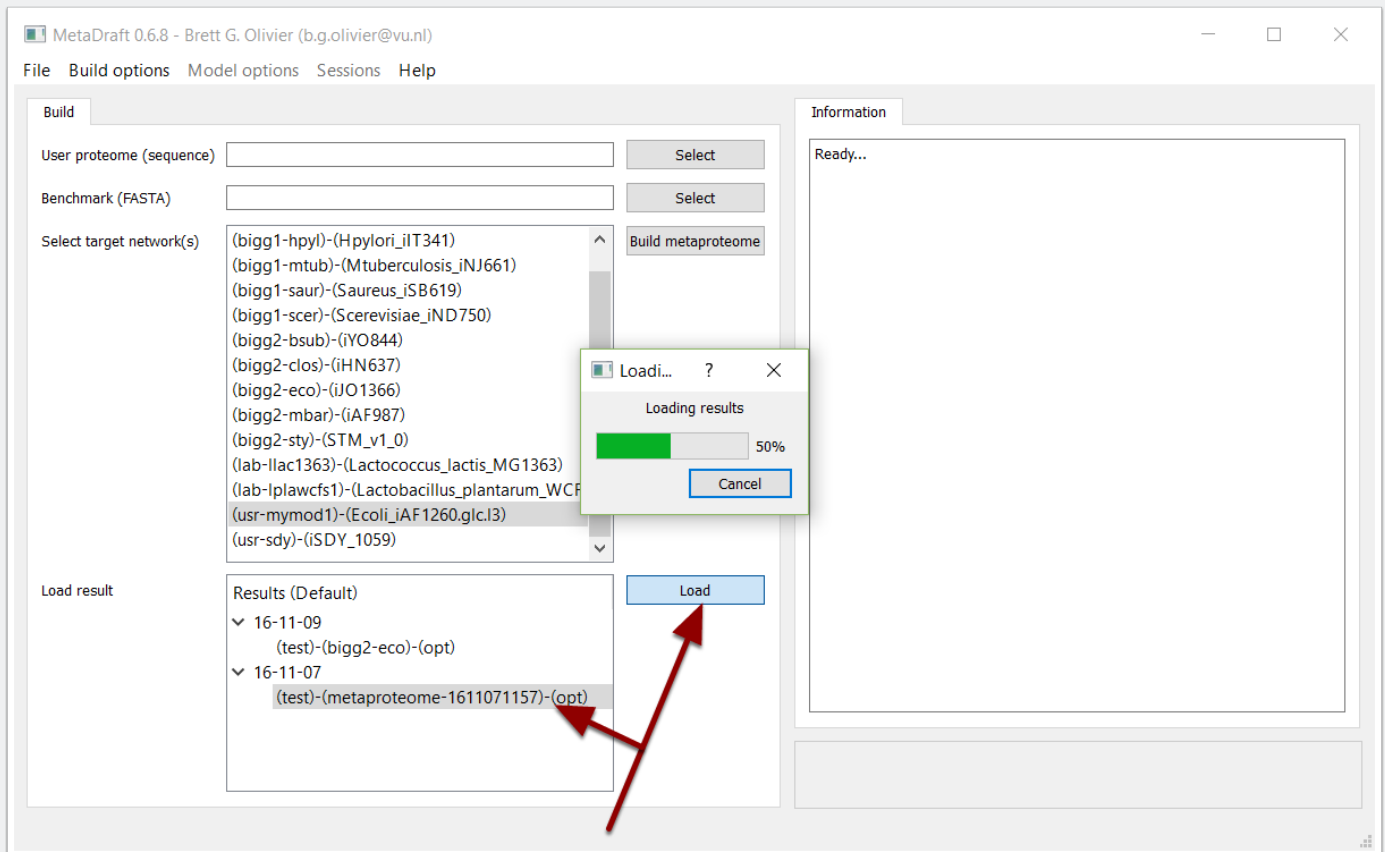 MetaDraft 0.6.8 - Brett G. Olivier (b.g.olivier@vu.nl)
File Build options Model options Sessions Help
Build
User proteome (sequence) Select
Benchmark (FASTA) Select
Select target network(s) Build metaproteome
(bigg1-hpyl)-(Hpylori_iIT341)
(bigg1-mtub)-(Mtuberculosis_iNJ661)
(bigg1-saur)-(Saureus_iSB619)
(bigg1-scer)-(Scerevisiae_iND750)
(bigg2-bsub)-(iYO844)
(bigg2-clos)-(iHN637)
(bigg2-eco)-(iJO1366)
(bigg2-mbar)-(iAF987)
(bigg2-sty)-(STM_v1_0)
(lab-llac1363)-(Lactococcus_lactis_MG1363)
(lab-lplawcfs1)-(Lactobacillus_plantarum_WCF
(usr-mymod1)-(Ecoli_iAF1260.glc.l3)
(usr-sdy)-(iSDY_1059)
Load result Load
Results (Default)
16-11-09
(test)-(bigg2-eco)-(opt)
16-11-07
(test)-(metaproteome-1611071157)-(opt)
Loadi... ?
Loading results
50%
Cancel
Information
Ready...